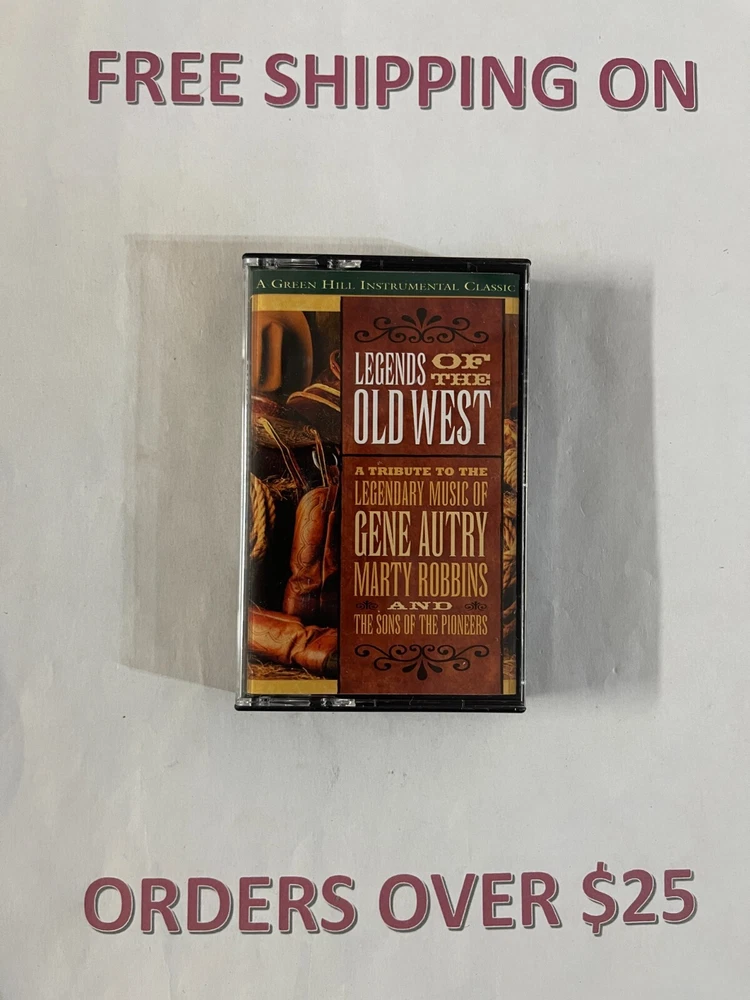 FREE SHIPPING ON
A GREEN HILL INSTRUMENTAL CLASSIC
LEGENDS OF THE
OLD WEST
A TRIBUTE TO THE
LEGENDARY MUSIC OF
GENE AUTRY
MARTY ROBBINS
AND
THE SONS OF THE PIONEERS
ORDERS OVER $25